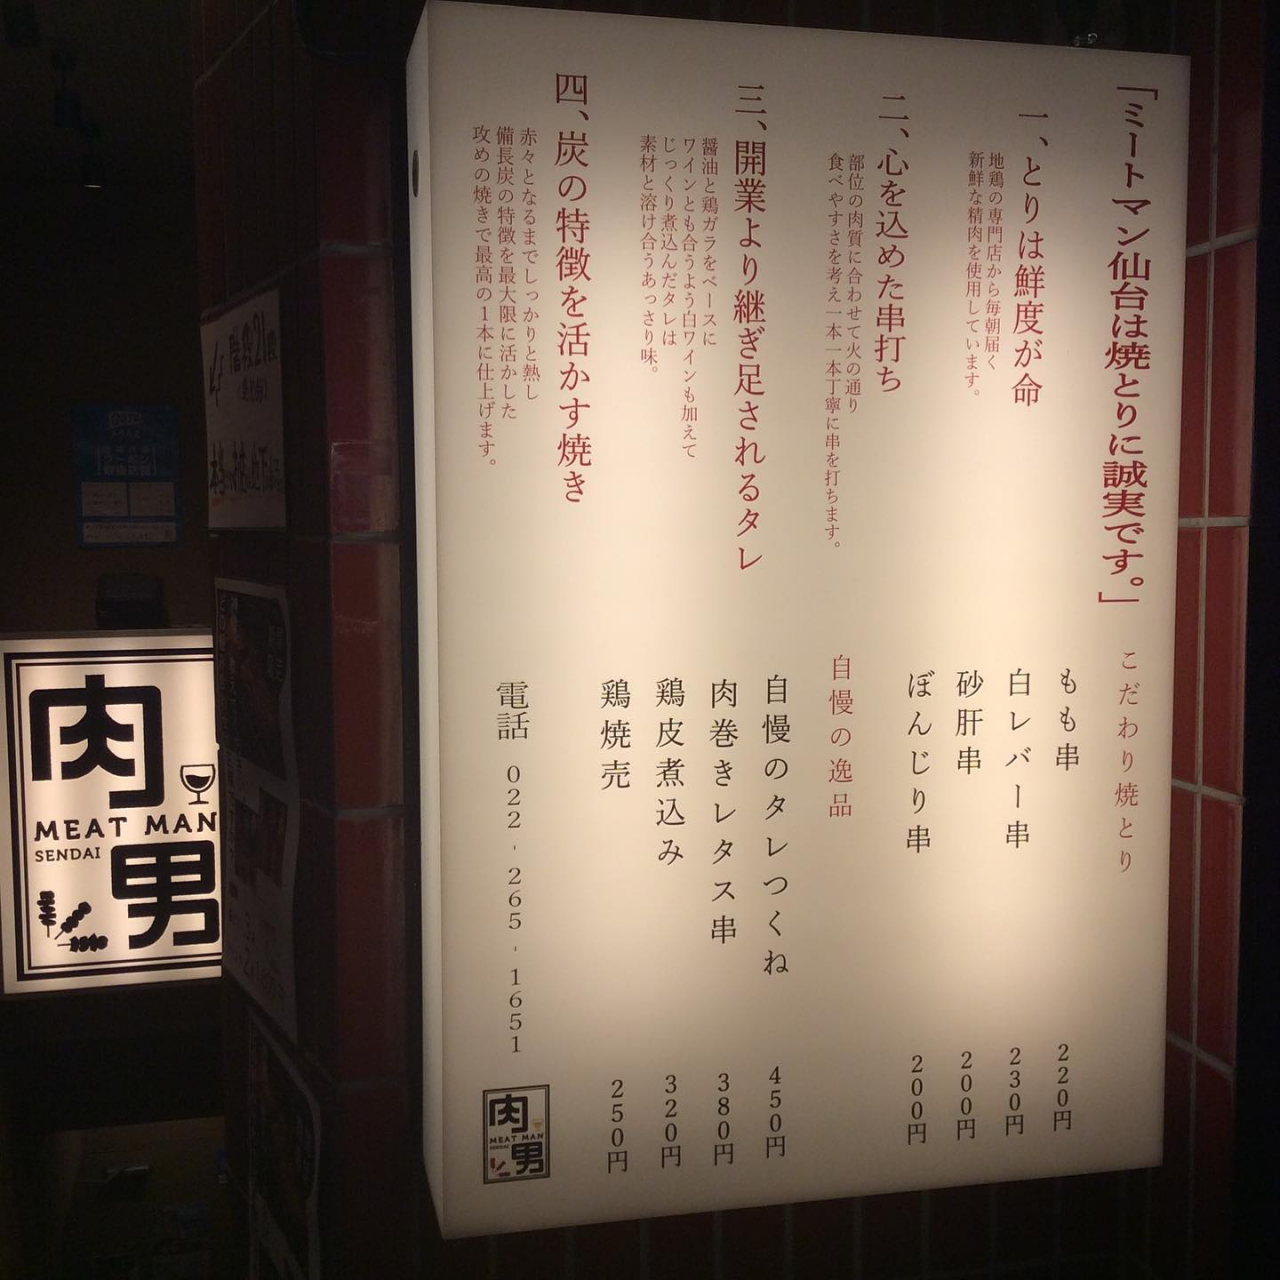 「ミートマン仙台は焼とりに誠実です。」
一、とりは鮮度が命
地鶏の専門店から毎朝届く
新鮮な精肉を使用しています。
二、心を込めた串打ち
部位の肉質に合わせて火の通り
食べやすさを考え一本一本丁寧に串を打ちます。
三、開業より継ぎ足されるタレ
醤油と鶏ガラをベースに
ワインとも合うよう白ワインも加えて
じっくり煮込んだタレは
素材と溶け合うあっさり味。
四、炭の特徴を活かす焼き
赤々となるまでしっかりと熱し
備長炭の特徴を最大限に活かした
攻めの焼きで最高の1本に仕上げます。
こだわり焼とり
もも串 220円
白レバー串 230円
砂肝串 200円
ぼんじり串 200円
自慢の逸品
自慢のタレつくね 450円
肉巻きレタス串 380円
鶏皮煮込み 320円
鶏焼売 250円
電話 022-265-1651
肉
MEAT MAN
SENDAI
男
肉
MEAT MAN
SENDAI
男
階段21段